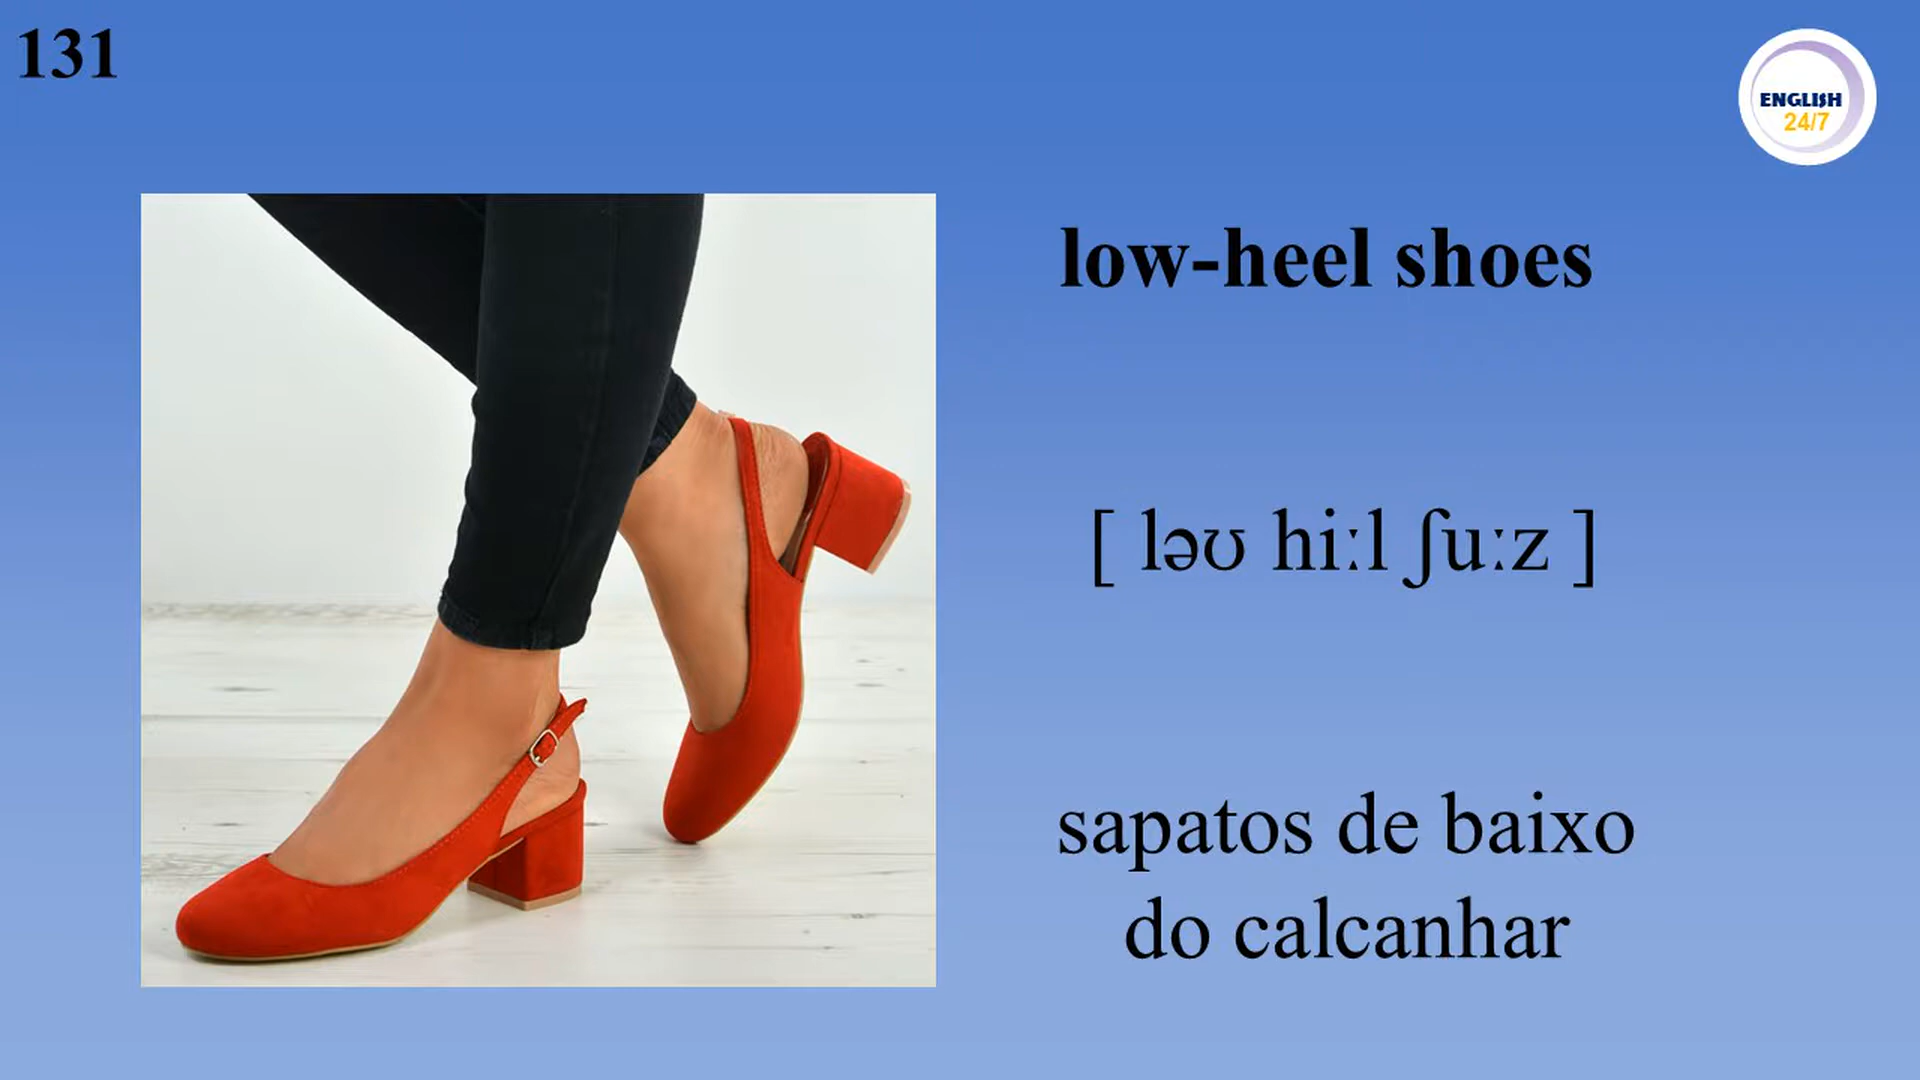 131
ENGLISH
24/7
low-heel shoes
[ ləʊ hiːl ʃuːz ]
sapatos de baixo
do calcanhar